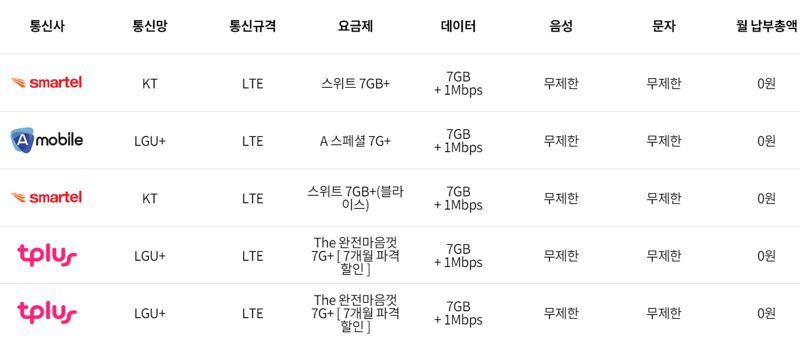 통신사 통신망 통신규격 요금제 데이터 음성 문자 월 납부총액
smartel KT LTE 스위트 7GB+ 7GB
+ 1Mbps 무제한 무제한 0원
A mobile LGU+ LTE A 스페셜 7G+ 7GB
+ 1Mbps 무제한 무제한 0원
smartel KT LTE 스위트 7GB+(블라
이스) 7GB
+ 1Mbps 무제한 무제한 0원
tplus LGU+ LTE The 완전마음껏
7G+ [ 7개월 파격
할인 ] 7GB
+ 1Mbps 무제한 무제한 0원
tplus LGU+ LTE The 완전마음껏
7G+ [ 7개월 파격
할인 ] 7GB
+ 1Mbps 무제한 무제한 0원